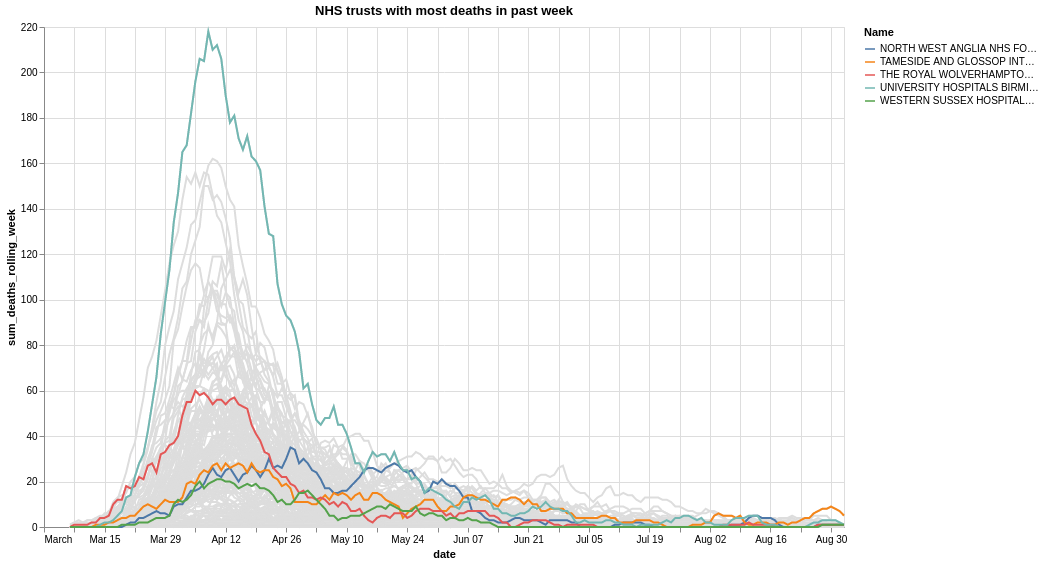 NHS trusts with most deaths in past week
220
200
180
160
140
120
100
80
60
40
20
0
sum_deaths_rolling_week
March Mar 15 Mar 29 Apr 12 Apr 26 May 10 May 24 Jun 07 Jun 21 Jul 05 Jul 19 Aug 02 Aug 16 Aug 30
date
Name
NORTH WEST ANGLIA NHS FO…
TAMESIDE AND GLOSSOP INT…
THE ROYAL WOLVERHAMPTO…
UNIVERSITY HOSPITALS BIRMI…
WESTERN SUSSEX HOSPITAL…